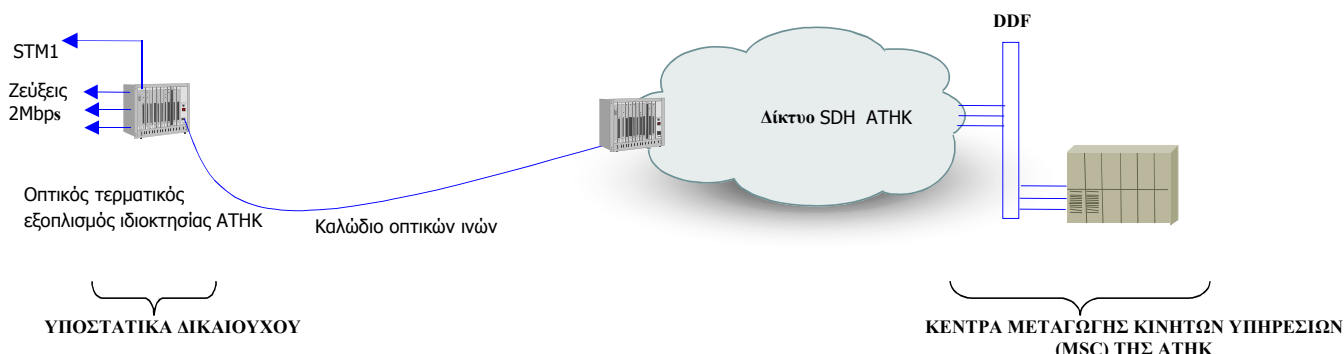 DDF
STM1
Ζεύξεις
2Mbps
Δίκτυο SDH ΑΤΗΚ
Οπτικός τερματικός
εξοπλισμός ιδιοκτησίας ΑΤΗΚ
Καλώδιο οπτικών ινών
ΥΠΟΣΤΑΤΙΚΑ ΔΙΚΑΙΟΥΧΟΥ
ΚΕΝΤΡΑ ΜΕΤΑΓΩΓΗΣ ΚΙΝΗΤΩΝ ΥΠΗΡΕΣΙΩΝ
(MSC) ΤΗΣ ΑΤΗΚ